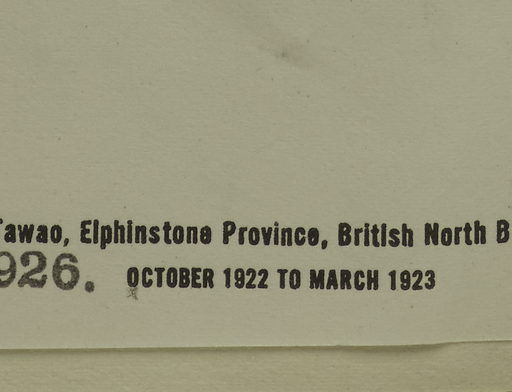 Tawao, Elphinstone Province, British North B
926. OCTOBER 1922 TO MARCH 1923